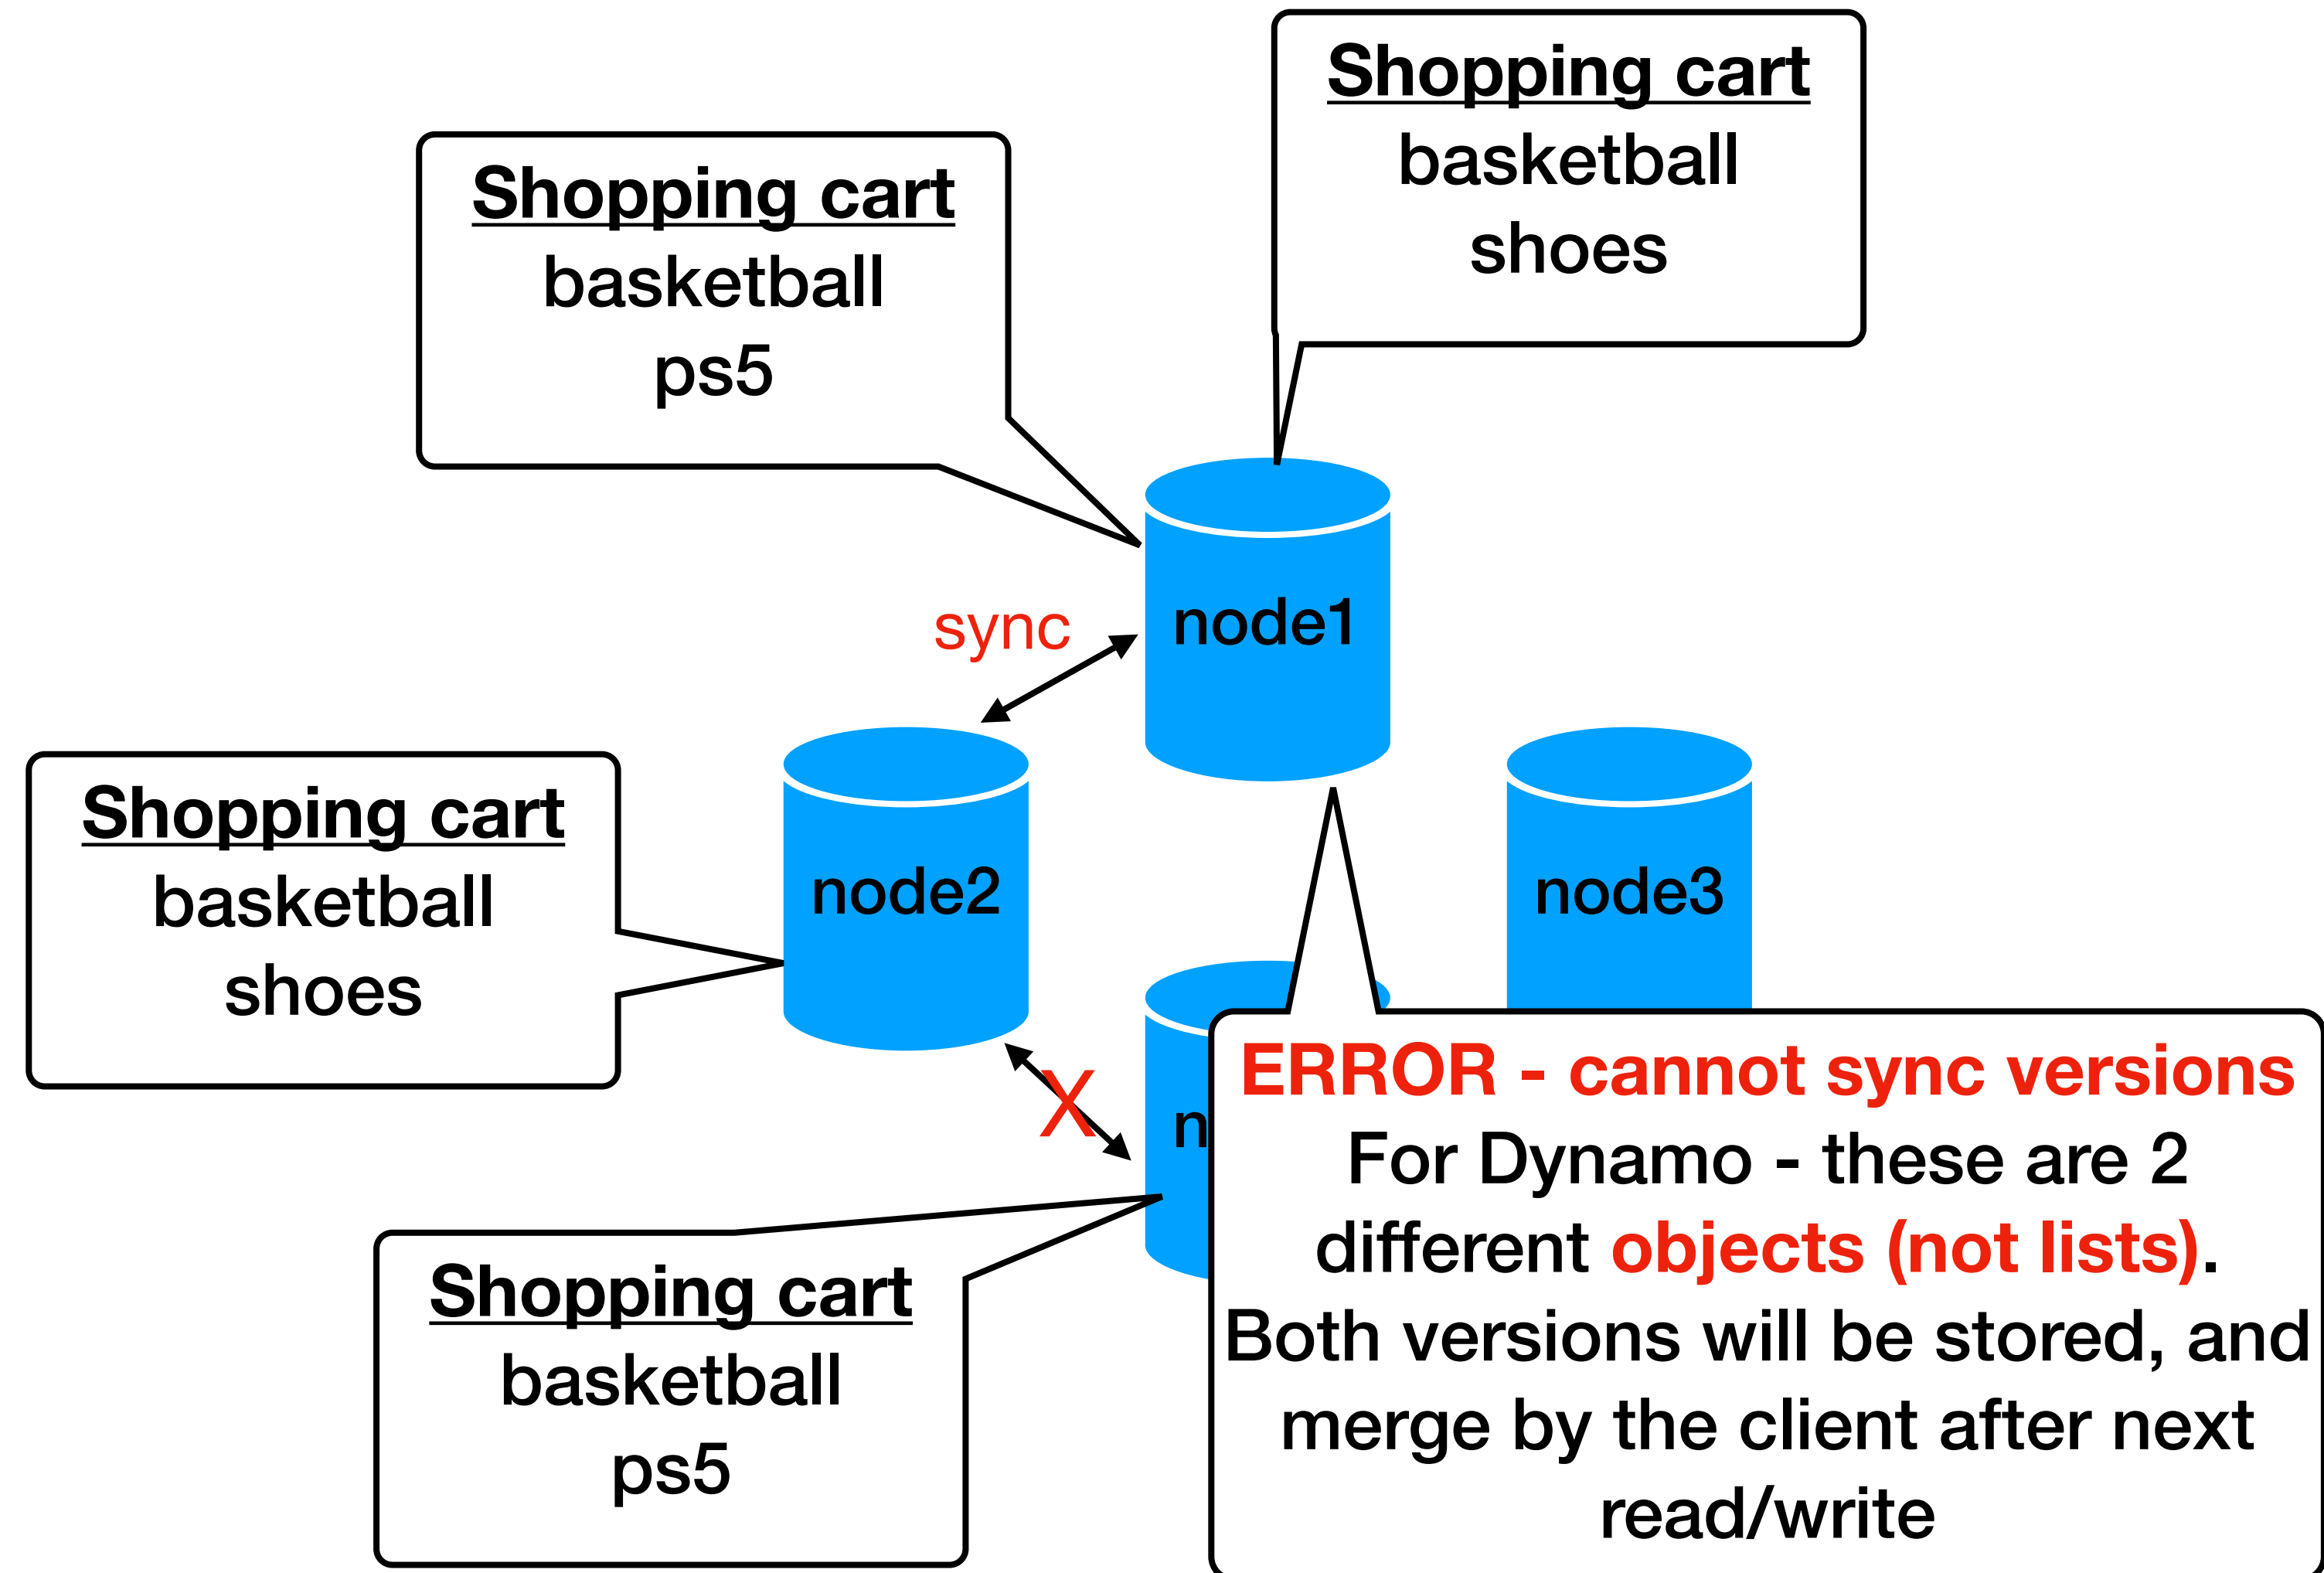 Shopping cart
basketball
shoes
Shopping cart
basketball
ps5
sync
node1
Shopping cart
basketball
shoes
node2
node3
X
n
ERROR - cannot sync versions
For Dynamo - these are 2
different objects (not lists).
Both versions will be stored, and
merge by the client after next
read/write
Shopping cart
basketball
ps5